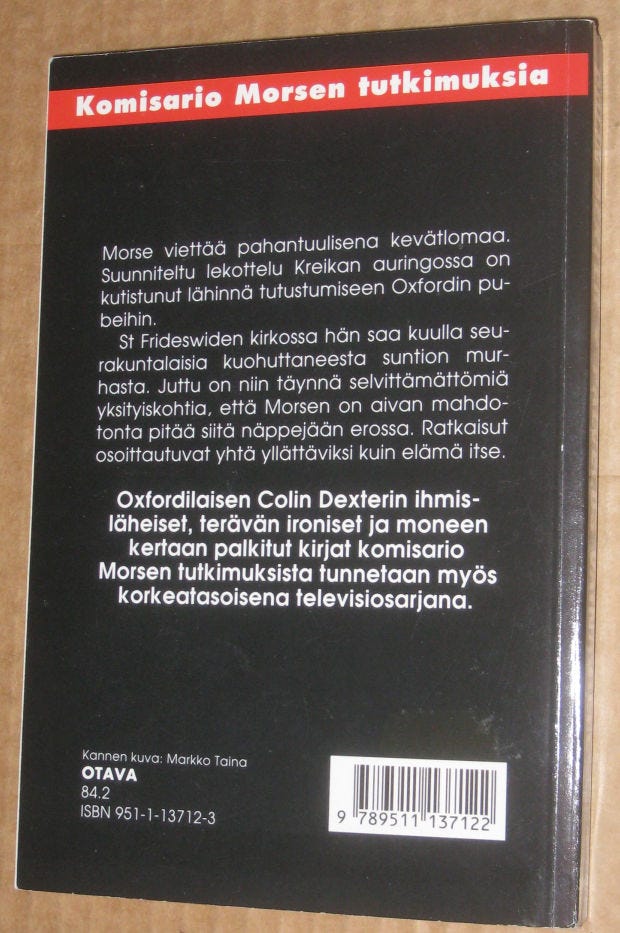 Komisario Morsen tutkimuksia
Morse viettää pahantuulisena kevätlomaa.
Suunniteltu lekottelu Kreikan auringossa on
kutistunut lähinnä tutustumiseen Oxfordin pu-
beihin.
St Frideswiden kirkossa hän saa kuulla seu-
rakuntalaisia kuohuttaneesta suntion mur-
hasta. Juttu on niin täynnä selvittämättömiä
yksityiskohtia, että Morsen on aivan mahdo-
tonta pitää siitä näppejään erossa. Ratkaisut
osoittautuvat yhtä yllättäviksi kuin elämä itse.
Oxfordilaisen Colin Dexterin ihmis-
läheiset, terävän ironiset ja moneen
kertaan palkitut kirjat komisario
Morsen tutkimuksista tunnetaan myös
korkeatasoisena televisiosarjana.
Kannen kuva: Markko Taina
OTAVA
84.2
ISBN 951-1-13712-3
9 789511 137122